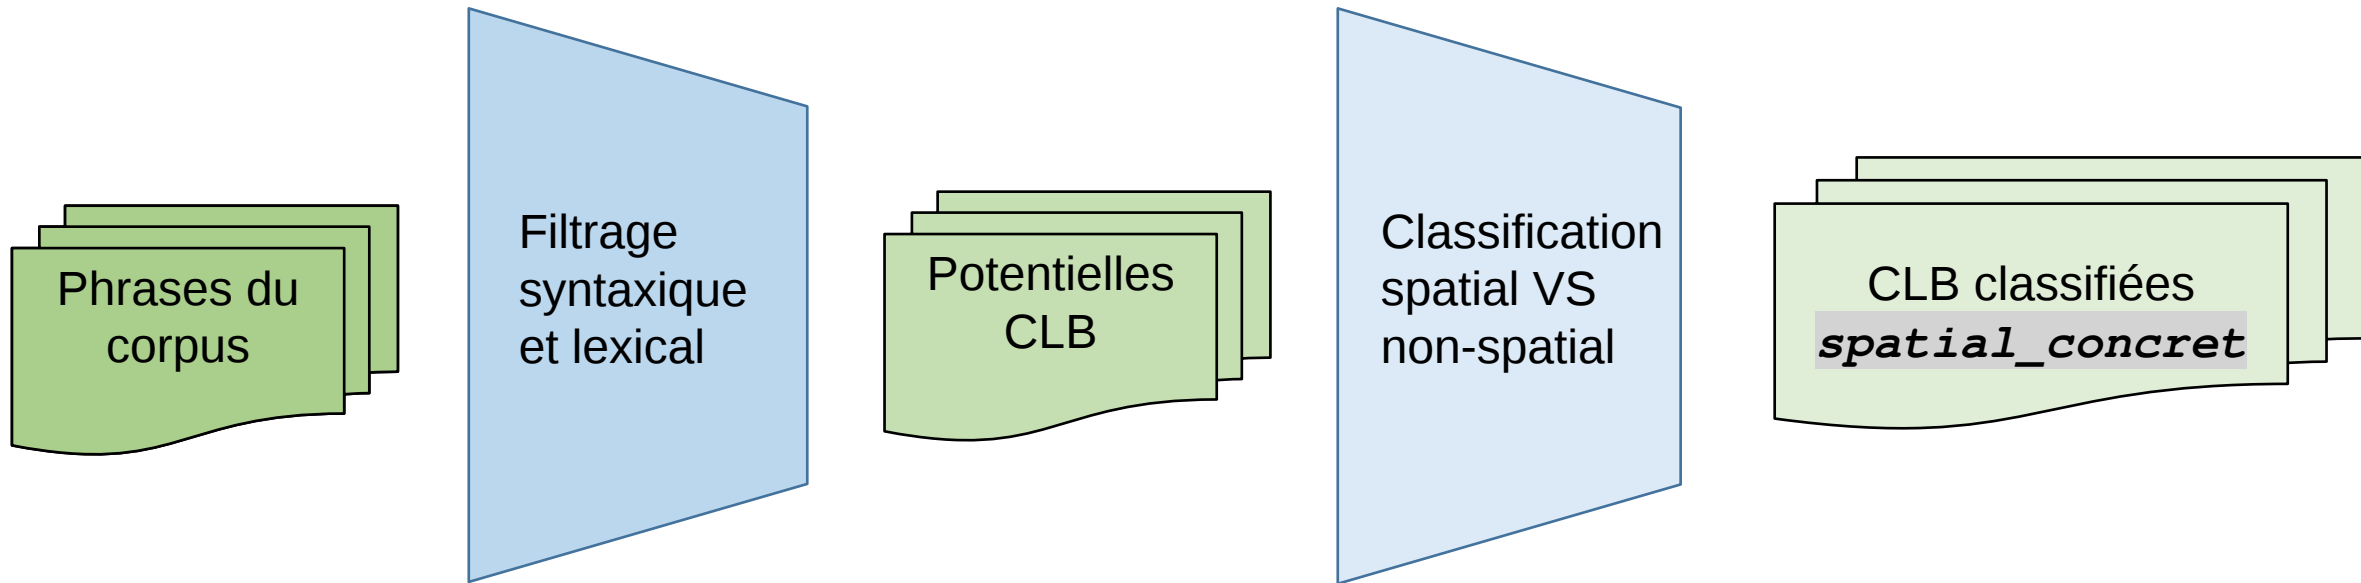 Phrases du
corpus
Filtrage
syntaxique
et lexical
Potentielles
CLB
Classification
spatial VS
non-spatial
CLB classifiées
spatial_concret